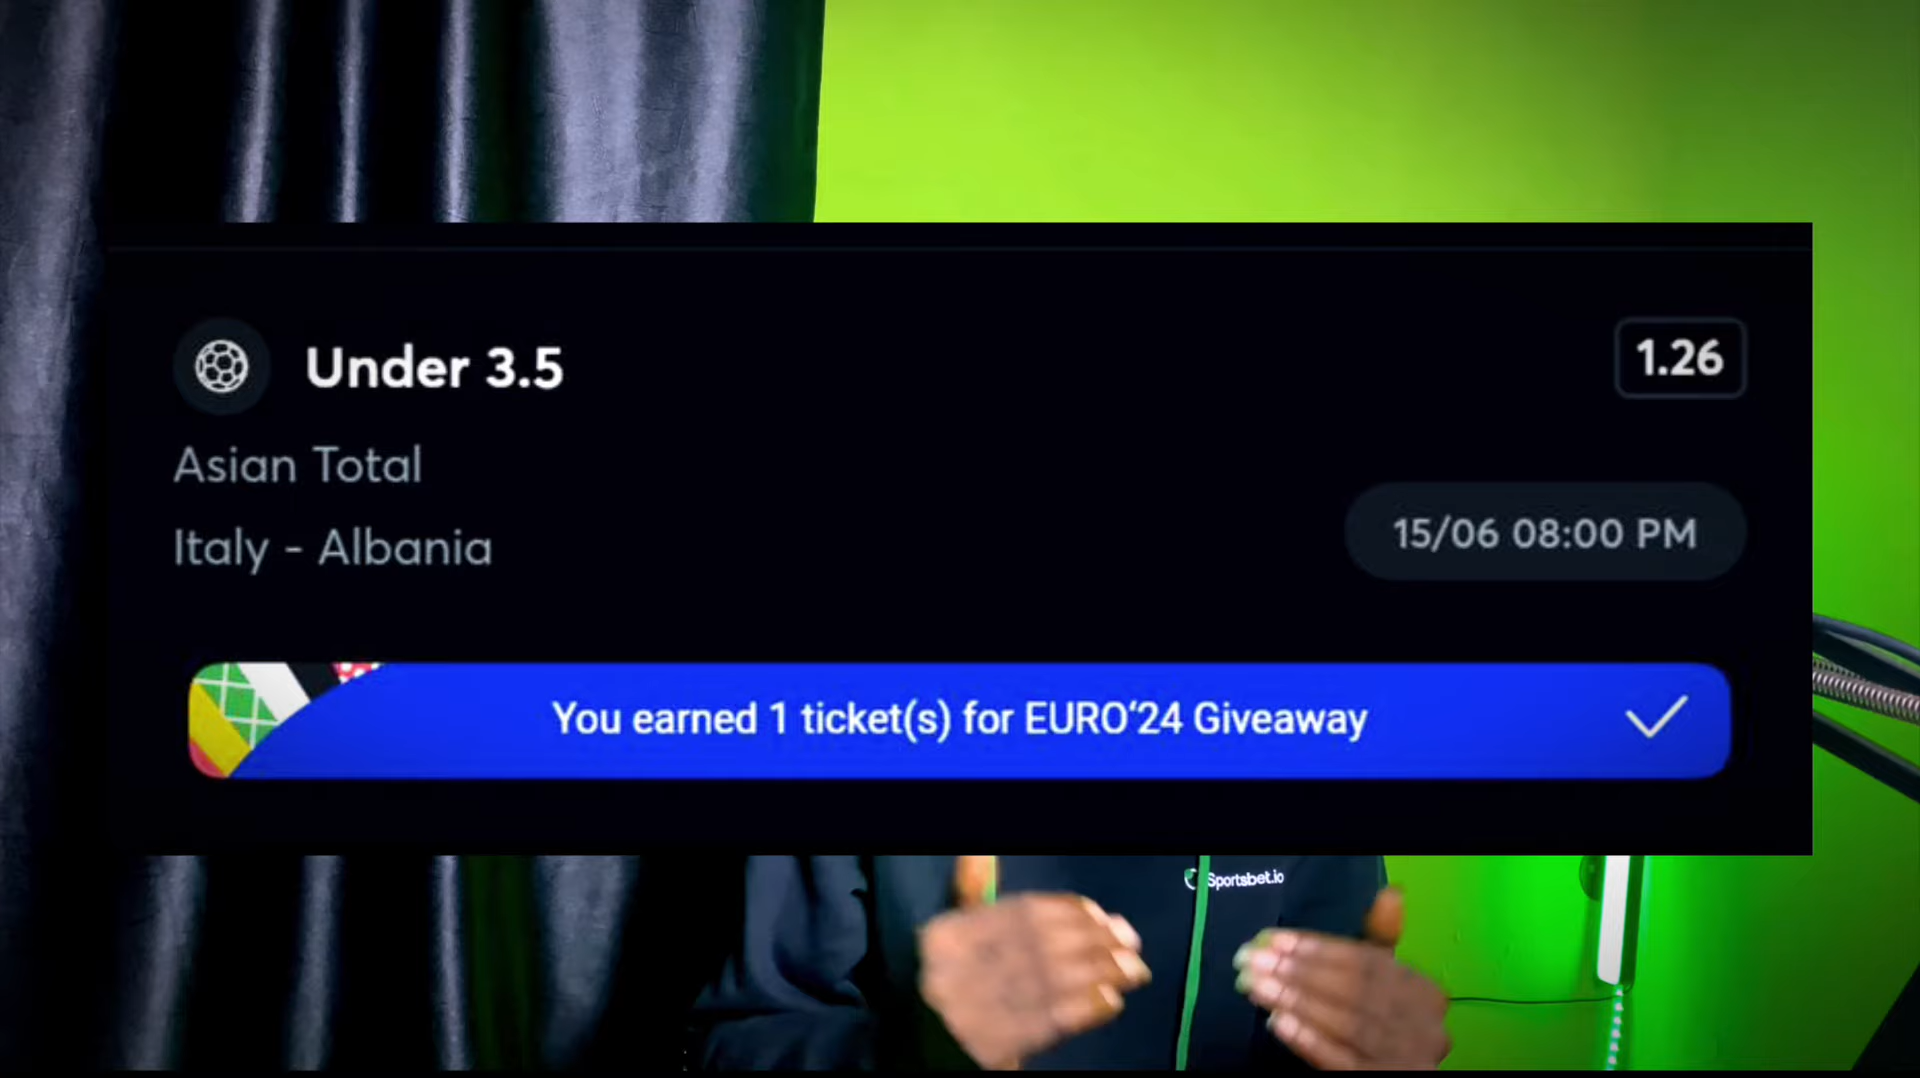 Under 3.5
1.26
Asian Total
Italy - Albania
15/06 08:00 PM
You earned 1 ticket(s) for EURO‘24 Giveaway
Sportsbet.io